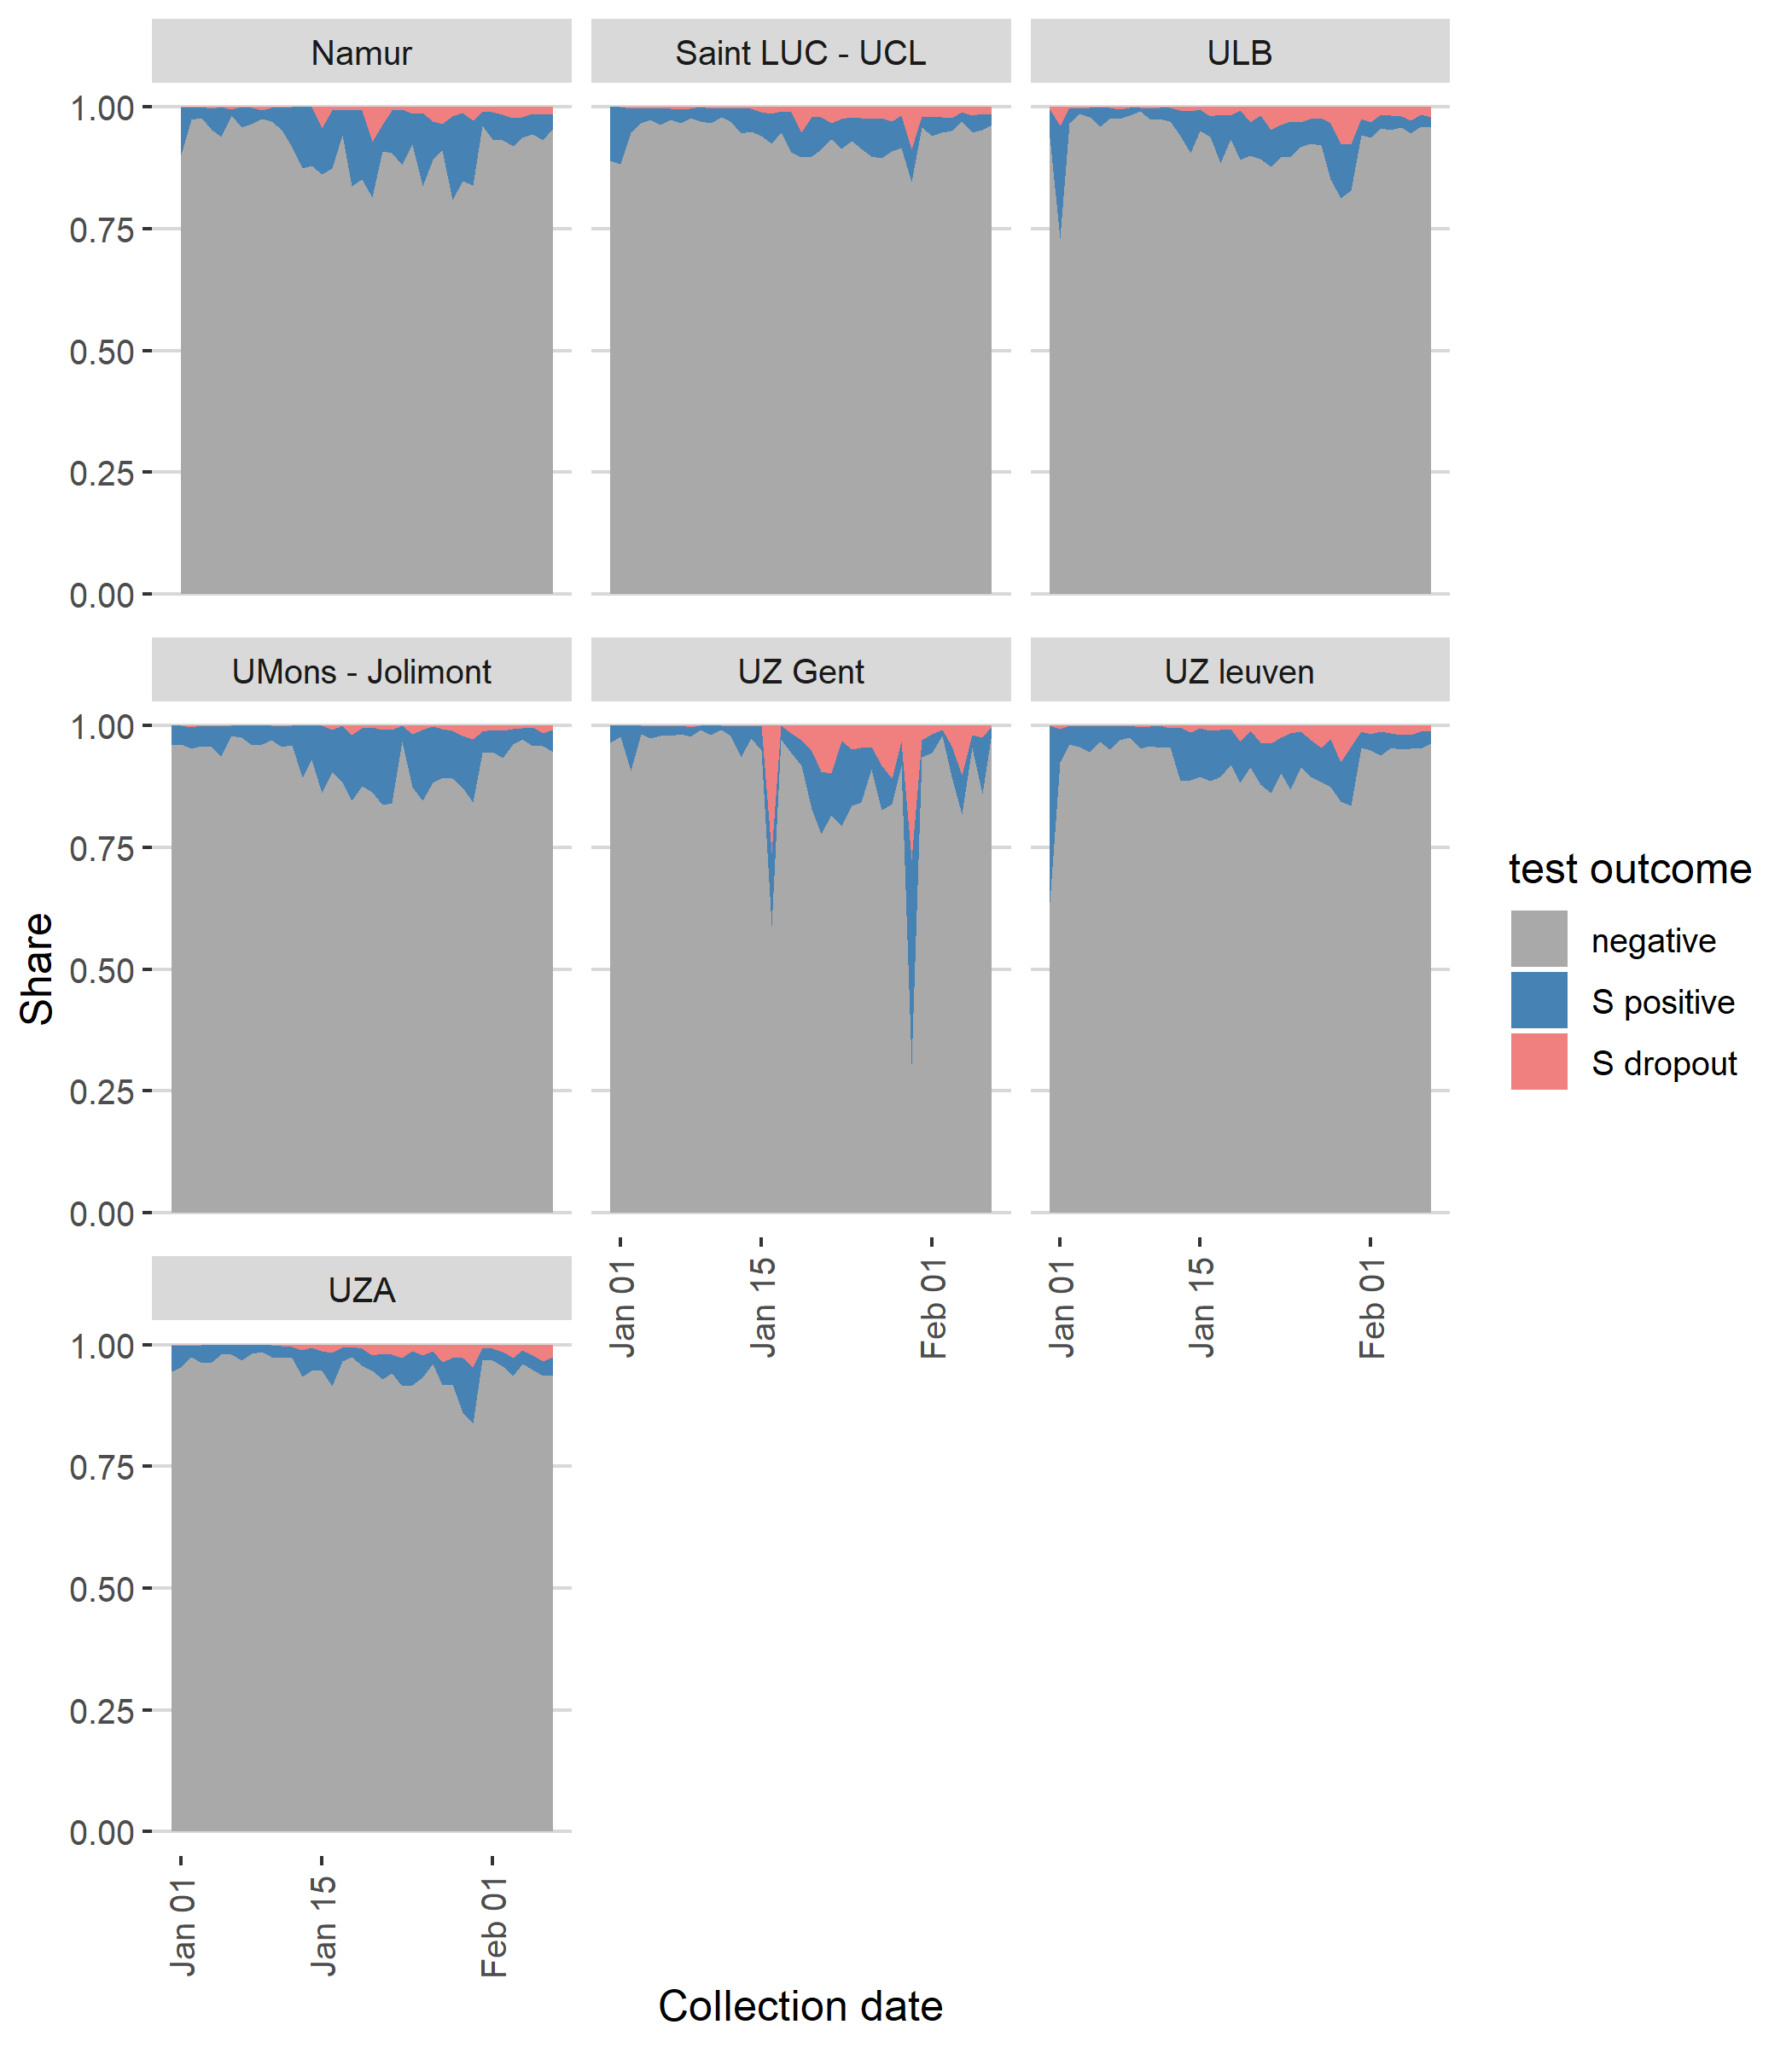 Namur
Saint LUC - UCL
ULB
1.00
0.75
0.50
0.25
0.00
UMons - Jolimont
UZ Gent
UZ leuven
1.00
0.75
0.50
0.25
0.00
Jan 01
Jan 15
Feb 01
Jan 01
Jan 15
Feb 01
UZA
1.00
0.75
0.50
0.25
0.00
Jan 01
Jan 15
Feb 01
Share
Collection date
test outcome
negative
S positive
S dropout